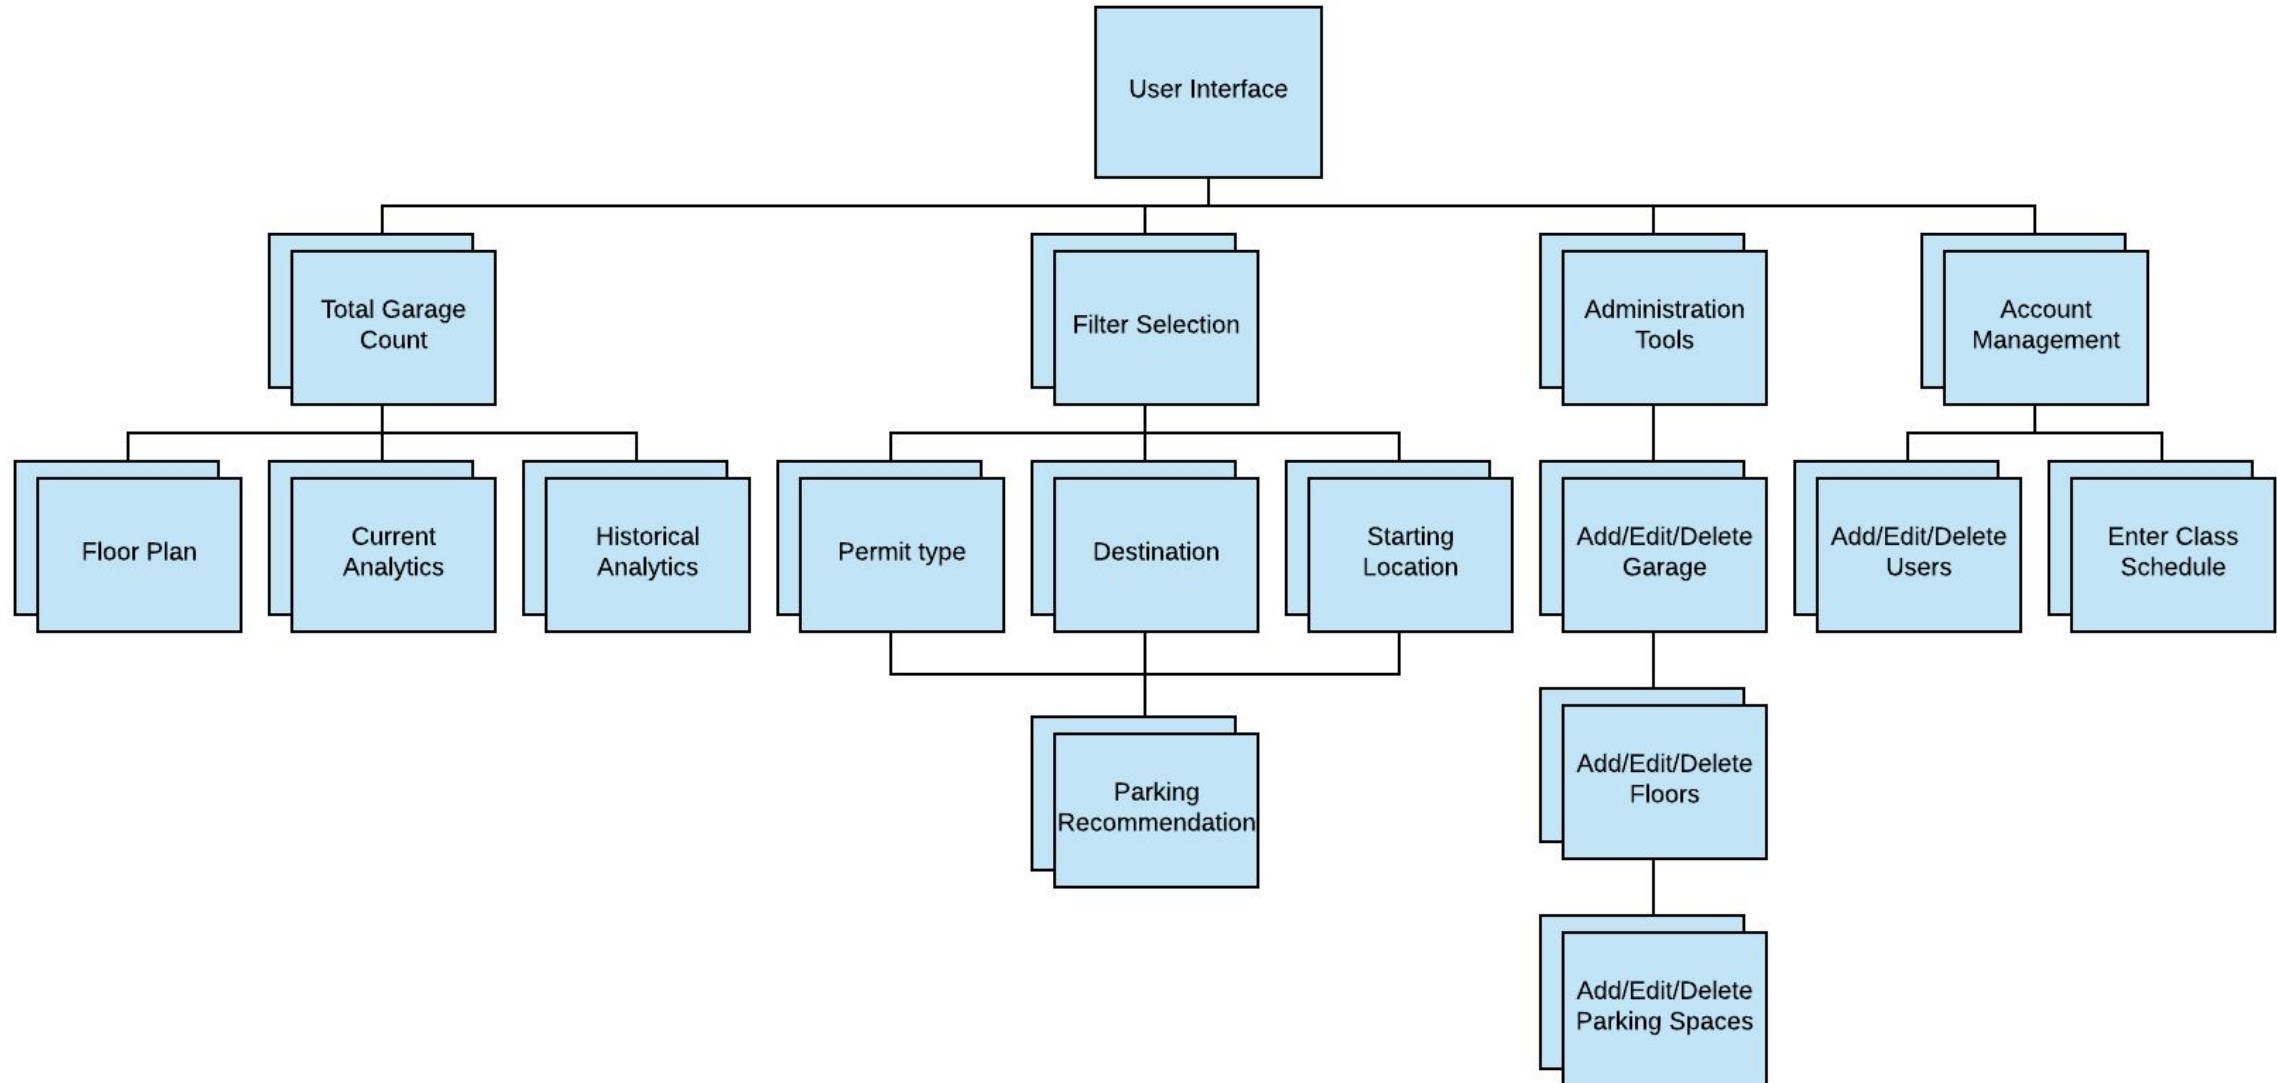 User Interface
Total Garage
Count
Filter Selection
Administration
Tools
Account
Management
Floor Plan
Current
Analytics
Historical
Analytics
Permit type
Destination
Starting
Location
Add/Edit/Delete
Garage
Add/Edit/Delete
Users
Enter Class
Schedule
Parking
Recommendation
Add/Edit/Delete
Floors
Add/Edit/Delete
Parking Spaces